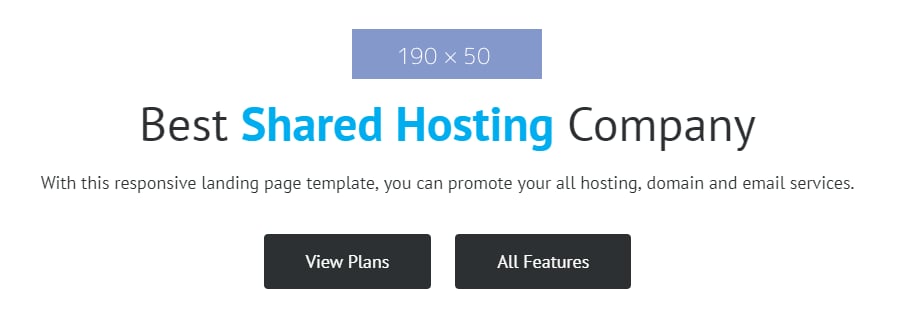 190 × 50
Best Shared Hosting Company
With this responsive landing page template, you can promote your all hosting, domain and email services.
View Plans
All Features